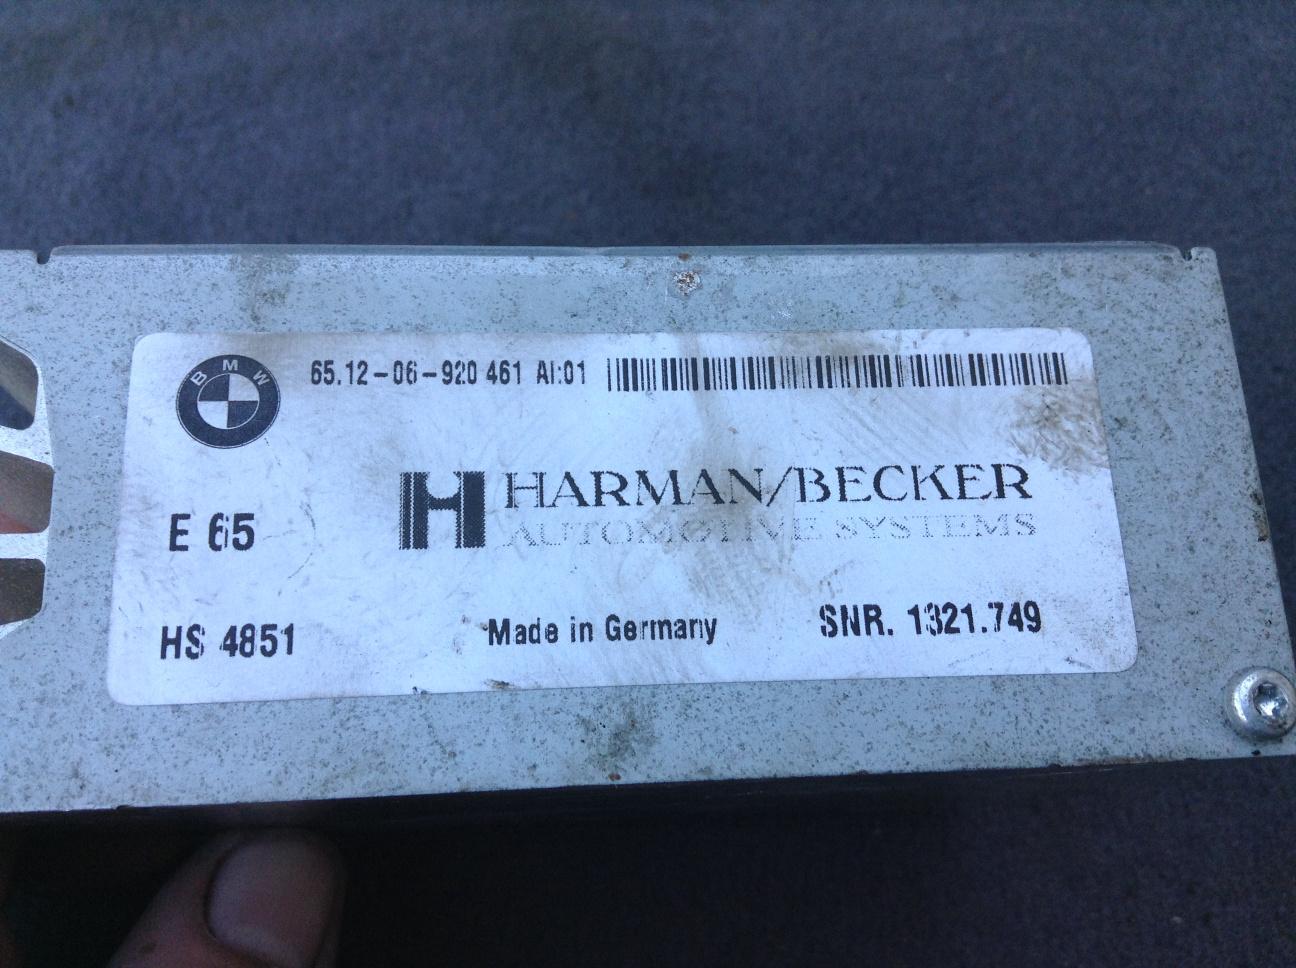 BMW
65.12-06-920 461 AI:01
HARMAN/BECKER
AUTOMOTIVE SYSTEMS
E 65
HS 4851
Made in Germany
SNR. 1321.749